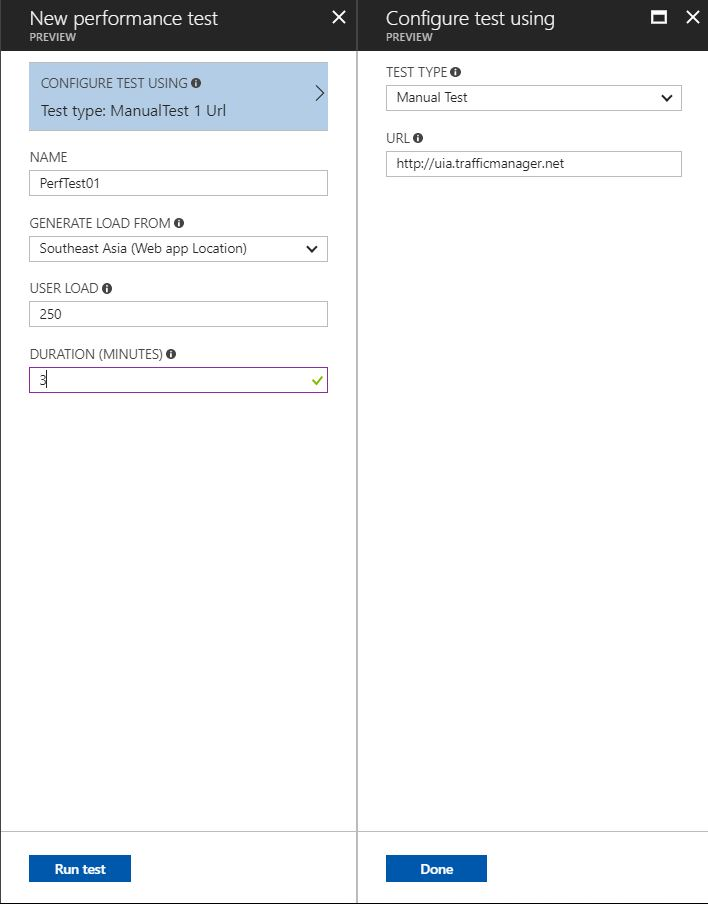 New performance test
PREVIEW
CONFIGURE TEST USING
Test type: ManualTest 1 Url
NAME
PerfTest01
GENERATE LOAD FROM
Southeast Asia (Web app Location)
USER LOAD
250
DURATION (MINUTES)
3
Run test
Configure test using
PREVIEW
TEST TYPE
Manual Test
URL
http://uia.trafficmanager.net
Done